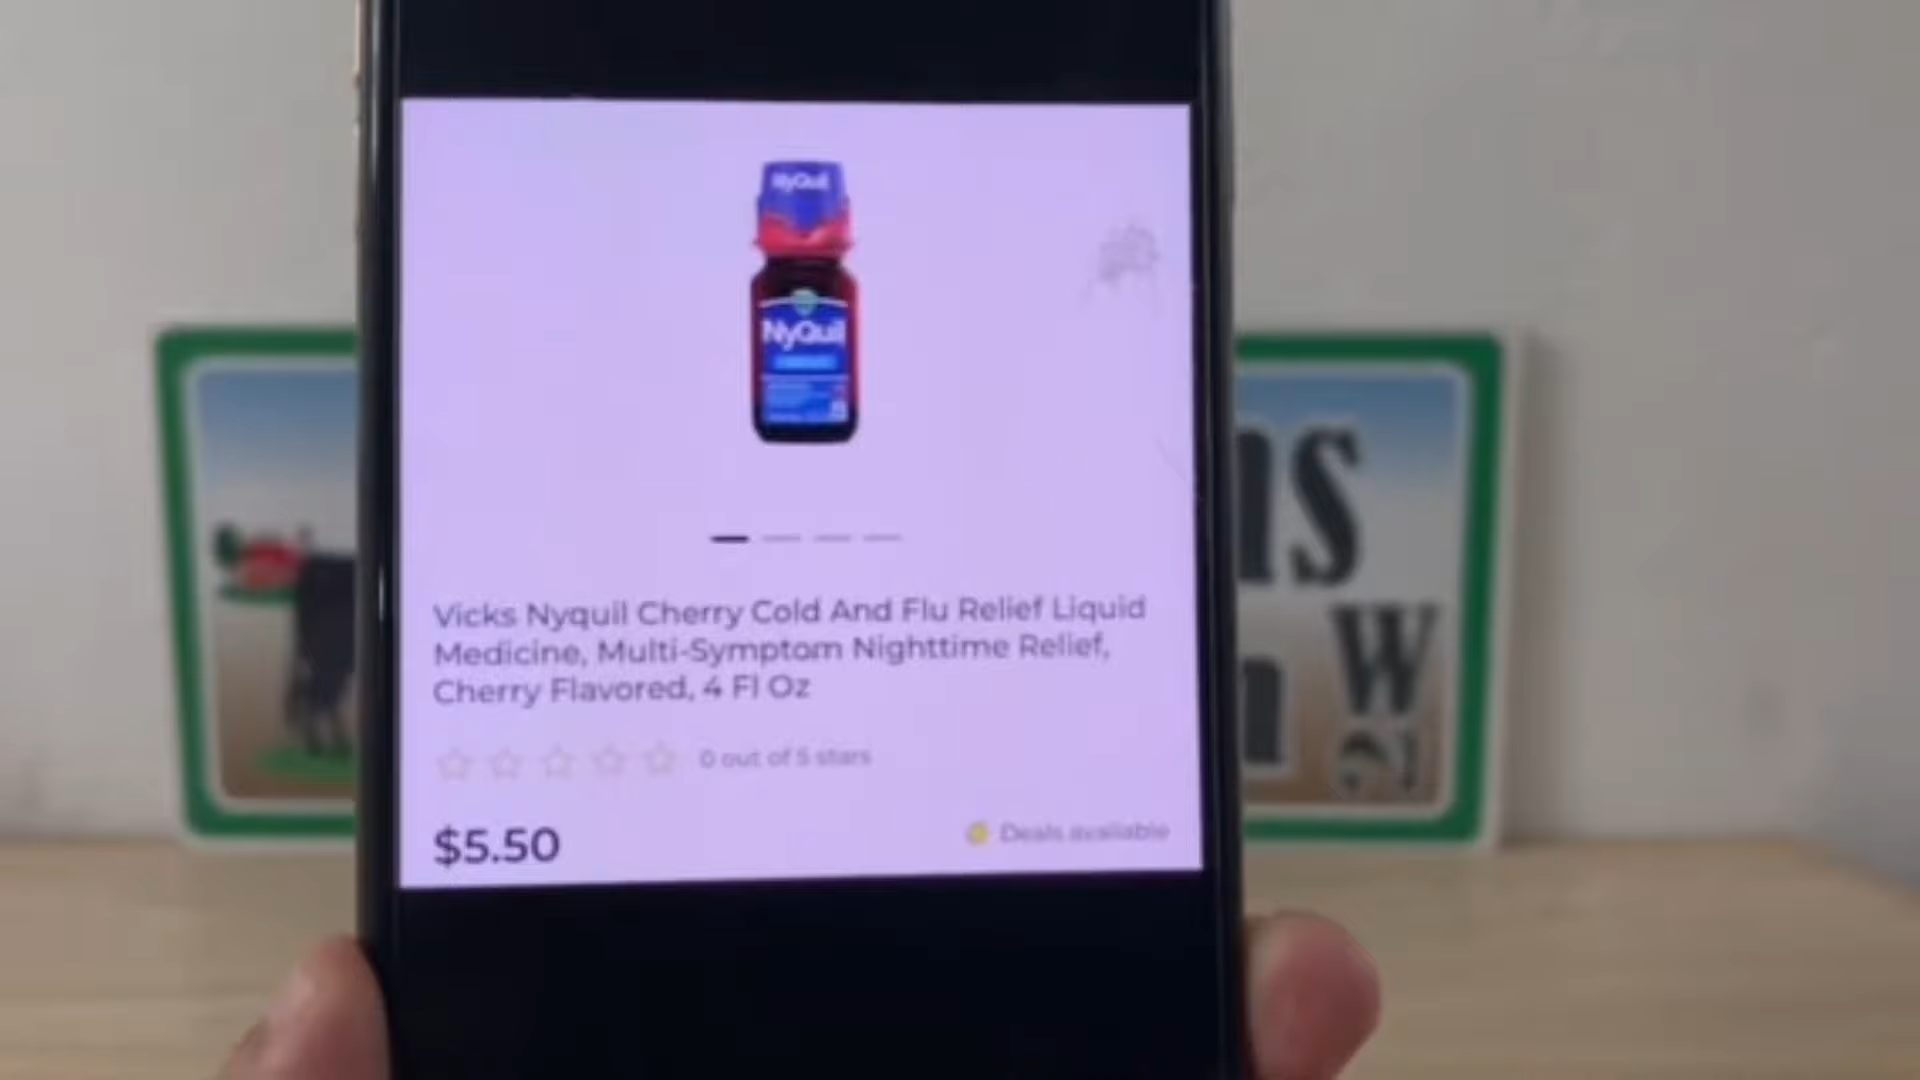 NyQuil
NyQuil
Vicks Nyquil Cherry Cold And Flu Relief Liquid
Medicine, Multi-Symptom Nighttime Relief,
Cherry Flavored, 4 Fl Oz
0 out of 5 stars
$5.50
Deals available